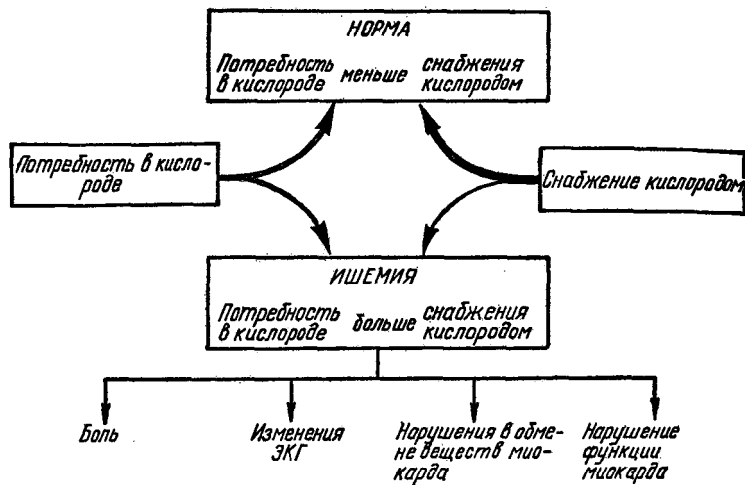 НОРМА
Потребность в кислороде меньше снабжения кислородом
Потребность в кисло-
роде
Снабжение кислородом
ИШЕМИЯ
Потребность в кислороде больше снабжения кислородом
Боль
Изменения
ЭКГ
Нарушения в обме-
не веществ мио-
карда
Нарушение
функции
миокарда